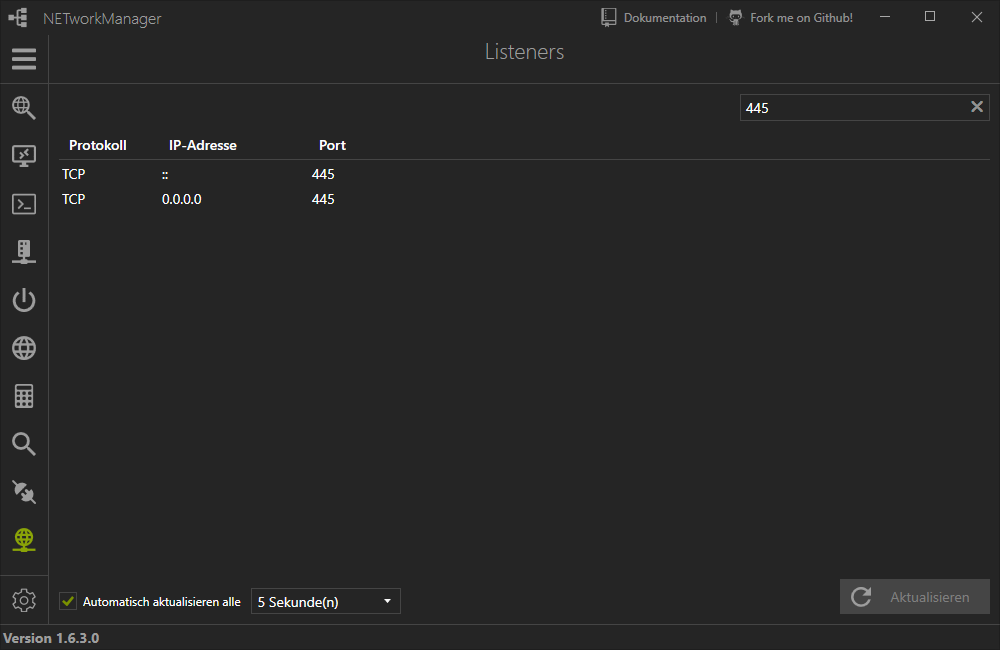 NETworkManager
Dokumentation | Fork me on Github!
Listeners
445
Protokoll IP-Adresse Port
TCP :: 445
TCP 0.0.0.0 445
Automatisch aktualisieren alle 5 Sekunde(n) Aktualisieren
Version 1.6.3.0